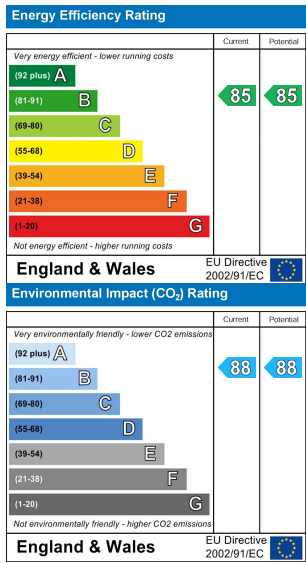 Energy Efficiency Rating
Current Potential
Very energy efficient - lower running costs
(92 plus) A
(81-91) B 85 85
(69-80) C
(55-68) D
(39-54) E
(21-38) F
(1-20) G
Not energy efficient - higher running costs
England & Wales EU Directive
2002/91/EC
Environmental Impact (CO₂) Rating
Current Potential
Very environmentally friendly - lower CO2 emissions
(92 plus) A
(81-91) B 88 88
(69-80) C
(55-68) D
(39-54) E
(21-38) F
(1-20) G
Not environmentally friendly - higher CO2 emissions
England & Wales EU Directive
2002/91/EC